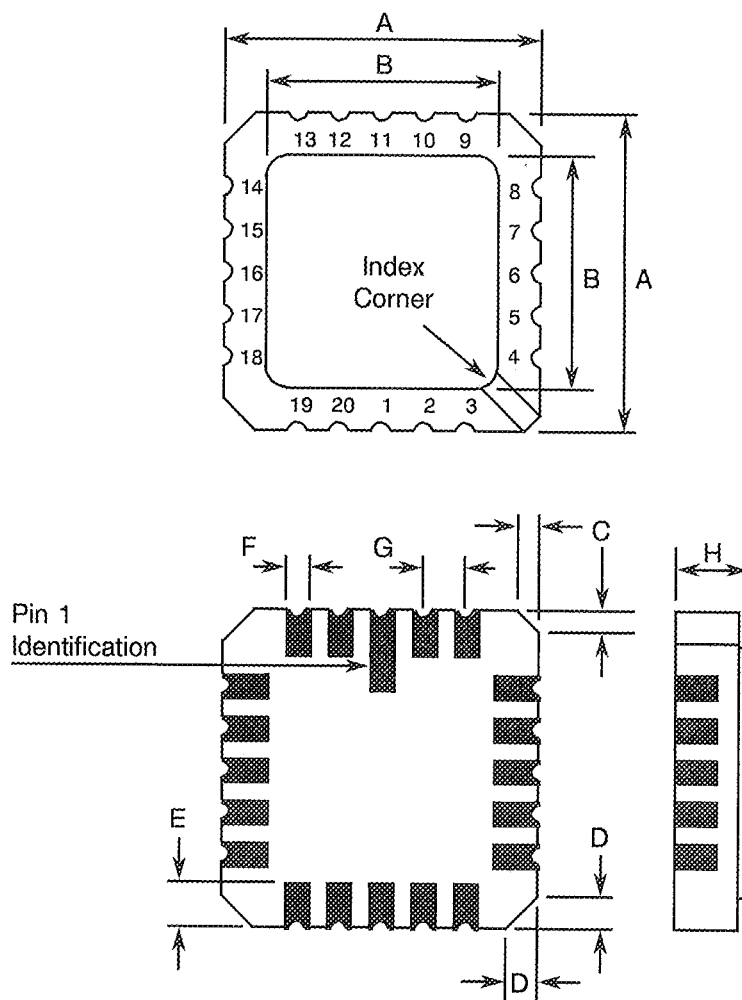 A
B
13 12 11 10 9
14 8
15 7
16 6
17 5
18 4
Index
Corner
B A
19 20 1 2 3
C
F G H
Pin 1
Identification
E
D
D